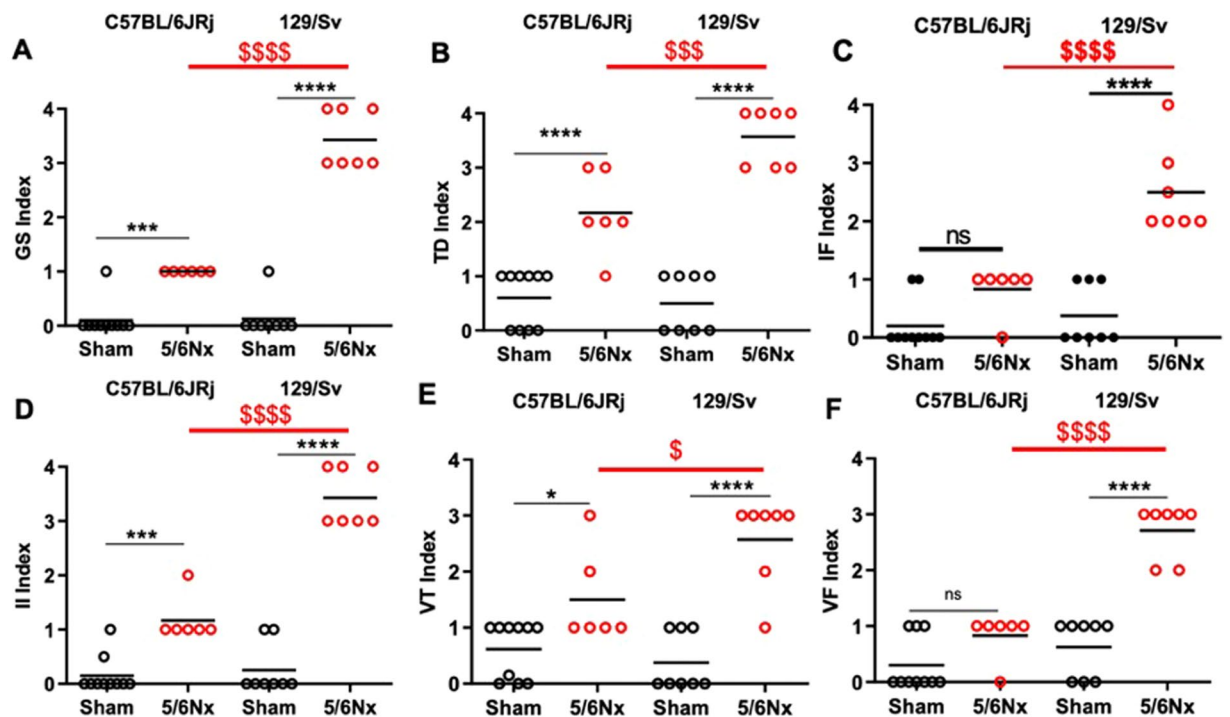 A
C57BL/6JRj 129/Sv
$$$$
****
***
GS Index
4
3
2
1
0
Sham 5/6Nx Sham 5/6Nx
B
C57BL/6JRj 129/Sv
$$$
****
****
TD Index
4
3
2
1
0
Sham 5/6Nx Sham 5/6Nx
C
C57BL/6JRj 129/Sv
$$$$
****
ns
IF Index
4
3
2
1
0
Sham 5/6Nx Sham 5/6Nx
D
C57BL/6JRj 129/Sv
$$$$
****
***
II Index
4
3
2
1
0
Sham 5/6Nx Sham 5/6Nx
E
C57BL/6JRj 129/Sv
$
****
*
VT Index
4
3
2
1
0
Sham 5/6Nx Sham 5/6Nx
F
C57BL/6JRj 129/Sv
$$$$
****
ns
VF Index
4
3
2
1
0
Sham 5/6Nx Sham 5/6Nx